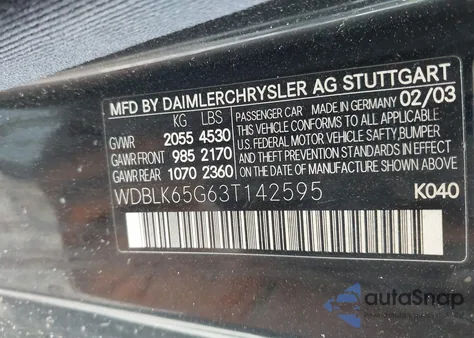 MFD BY DAIMLERCHRYSLER AG STUTTGART
KG LBS
GVWR 2055 4530
GAWR FRONT 985 2170
GAWR REAR 1070 2360
PASSENGER CAR MADE IN GERMANY 02/03
THIS VEHICLE CONFORMS TO ALL APPLICABLE
U.S. FEDERAL MOTOR VEHICLE SAFTY, BUMPER
AND THEFT PREVENTION STANDARDS IN EFFECT
ON THE DATE OF MANUFACTURE SHOWN ABOVE
WDBLK65G63T142595 K040
autoSnap